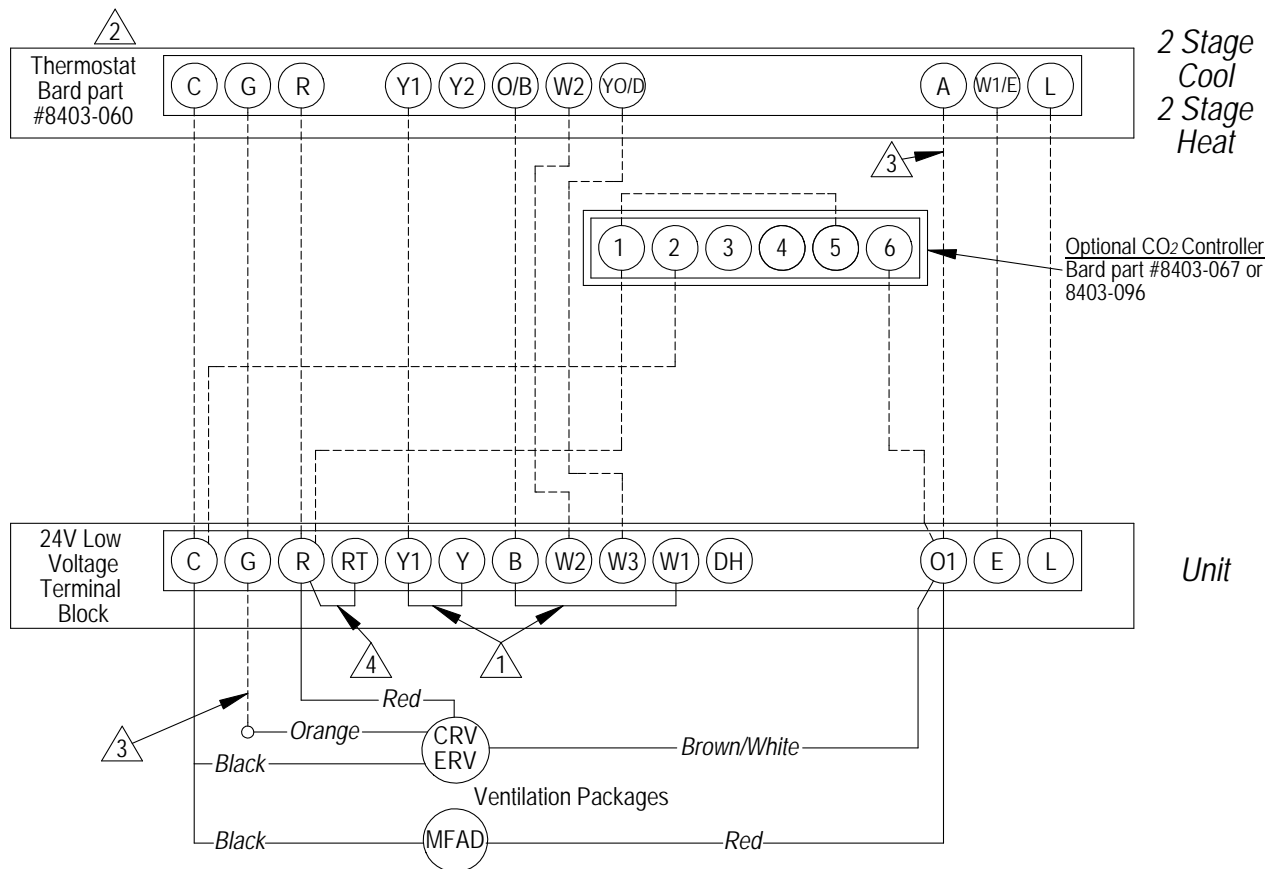 2
Thermostat
Bard part
#8403-060
C G R Y1 Y2 O/B W2 YO/D A W1/E L
2 Stage
Cool
2 Stage
Heat
3
1 2 3 4 5 6
Optional CO2 Controller
Bard part #8403-067 or
8403-096
24V Low
Voltage
Terminal
Block
C G R RT Y1 Y B W2 W3 W1 DH O1 E L
Unit
4
1
3
Red
Orange
CRV
ERV
Brown/White
Black
Ventilation Packages
Black
MFAD
Red